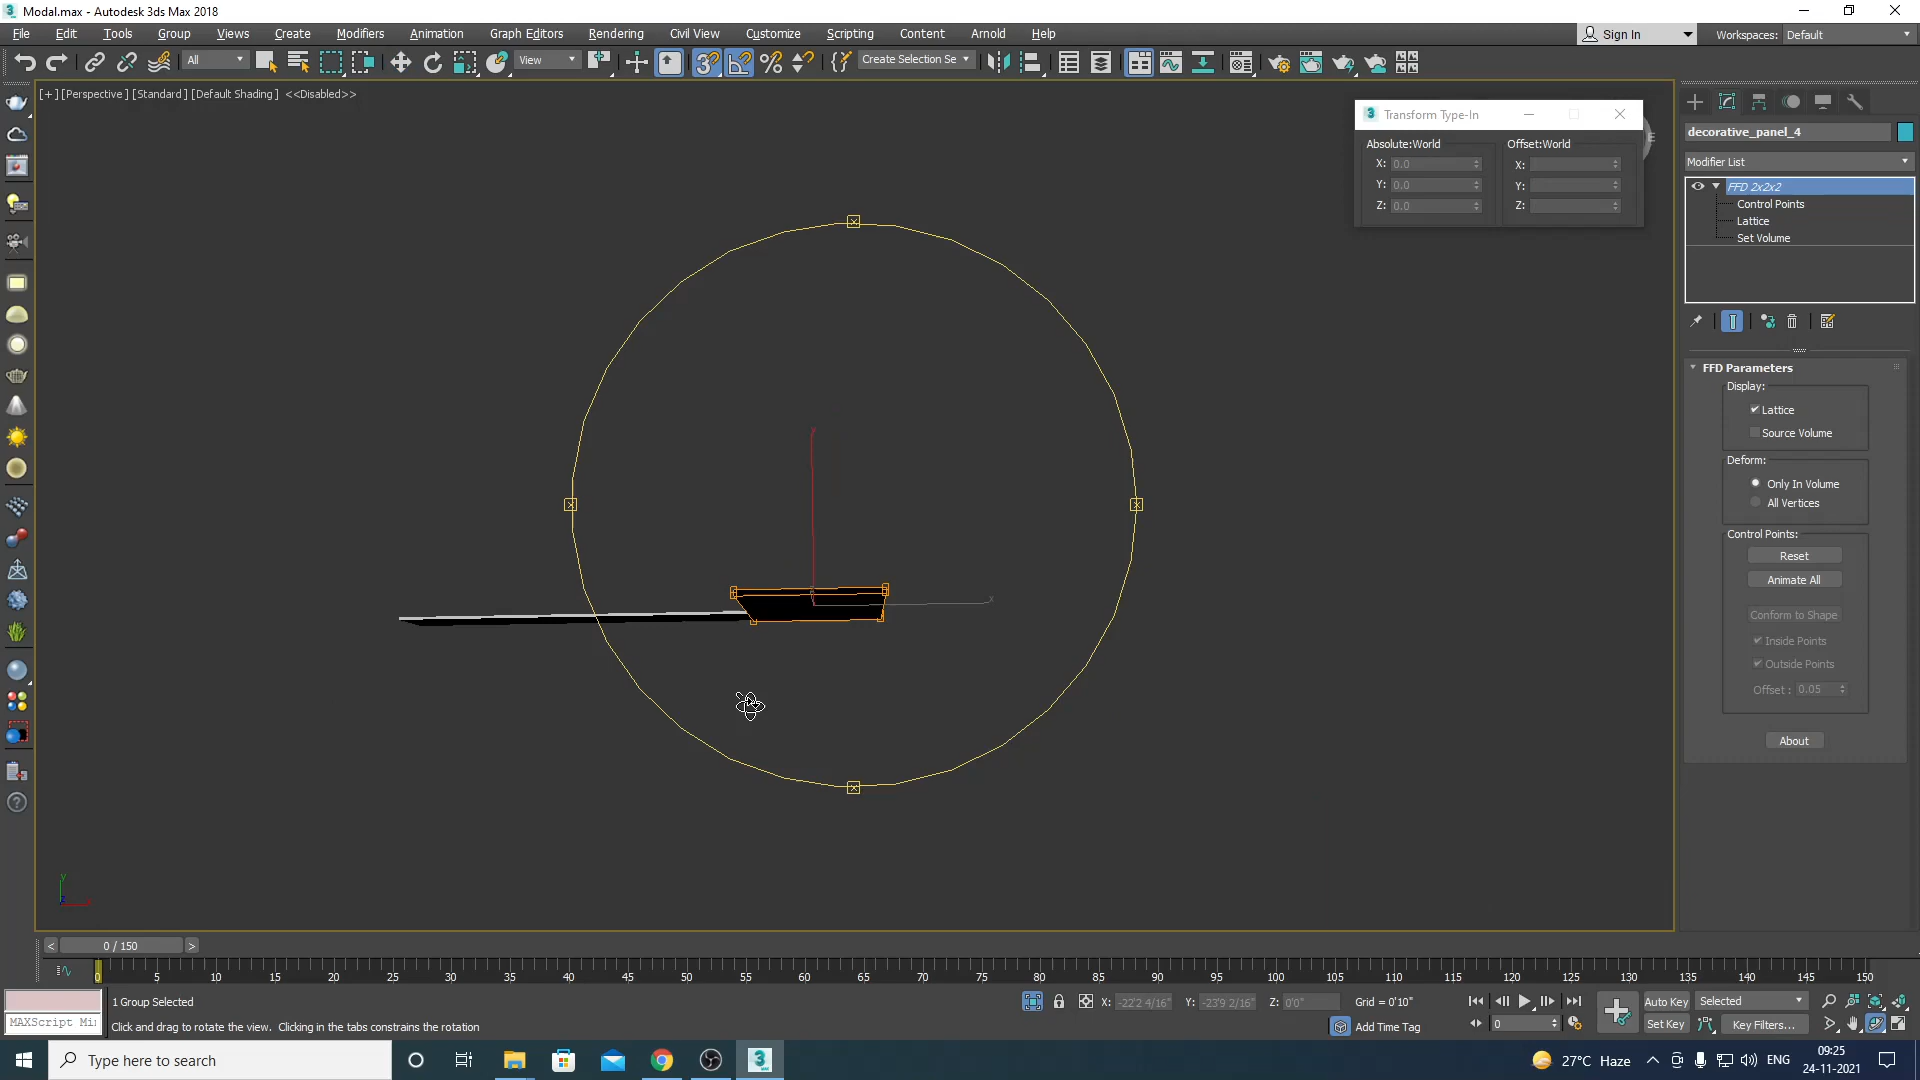 Modal.max - Autodesk 3ds Max 2018
File Edit Tools Group Views Create Modifiers Animation Graph Editors Rendering Civil View Customize Scripting Content Arnold Help
Sign In
Workspaces: Default
All
View
Create Selection Se
[+] [Perspective ] [Standard ] [Default Shading ] <<Disabled>>
Transform Type-In
Absolute:World
Offset:World
X: 0.0
X:
Y: 0.0
Y:
Z: 0.0
Z:
decorative_panel_4
Modifier List
FFD 2x2x2
Control Points
Lattice
Set Volume
FFD Parameters
Display:
Lattice
Source Volume
Deform:
Only In Volume
All Vertices
Control Points:
Reset
Animate All
Conform to Shape
Inside Points
Outside Points
Offset : 0.05
About
x
y
0 / 150
0 5 10 15 20 25 30 35 40 45 50 55 60 65 70 75 80 85 90 95 100 105 110 115 120 125 130 135 140 145 150
1 Group Selected
X: -22'2 4/16" Y: -23'9 2/16" Z: 0'0" Grid = 0'10"
Auto Key Selected
MAXScript Mi
Click and drag to rotate the view. Clicking in the tabs constrains the rotation
Add Time Tag
0
Set Key Key Filters...
Type here to search
27°C Haze
ENG
09:25
24-11-2021